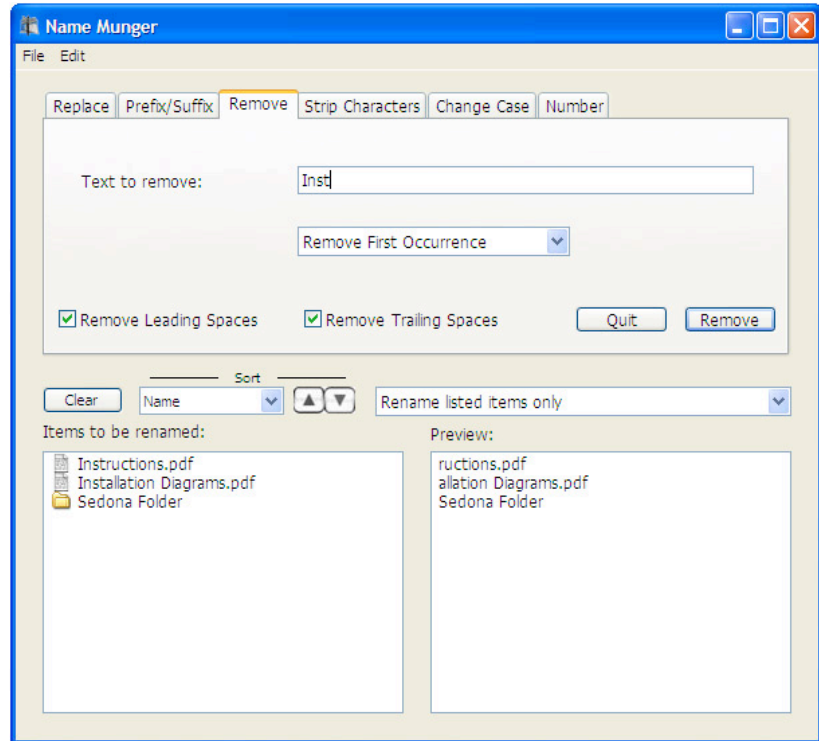 Name Munger
File Edit
Replace Prefix/Suffix Remove Strip Characters Change Case Number
Text to remove: Inst
Remove First Occurrence
Remove Leading Spaces Remove Trailing Spaces Quit Remove
Sort
Clear Name Rename listed items only
Items to be renamed: Preview:
Instructions.pdf ructions.pdf
Installation Diagrams.pdf allation Diagrams.pdf
Sedona Folder Sedona Folder